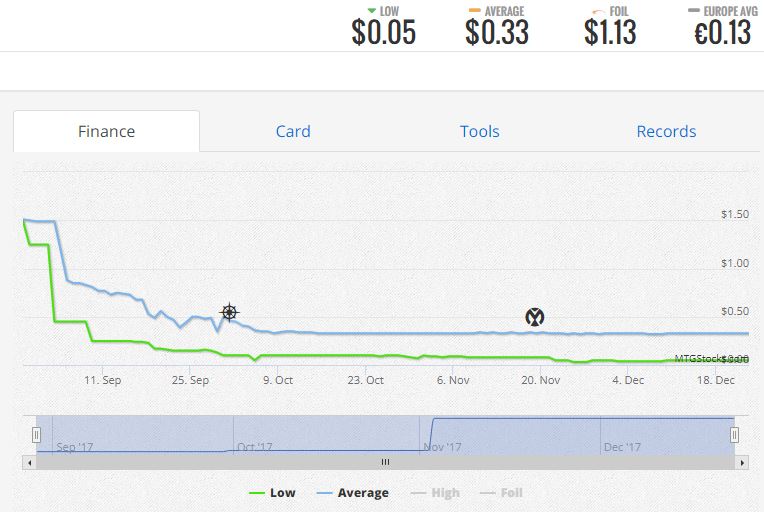 LOW AVERAGE FOIL EUROPE AVG
$0.05 $0.33 $1.13 €0.13
Finance Card Tools Records
$1.50
$1.00
$0.50
MTGStocks.com $0.00
11. Sep 25. Sep 9. Oct 23. Oct 6. Nov 20. Nov 4. Dec 18. Dec
Sep '17 Oct '17 Nov '17 Dec '17
Low Average High Foil